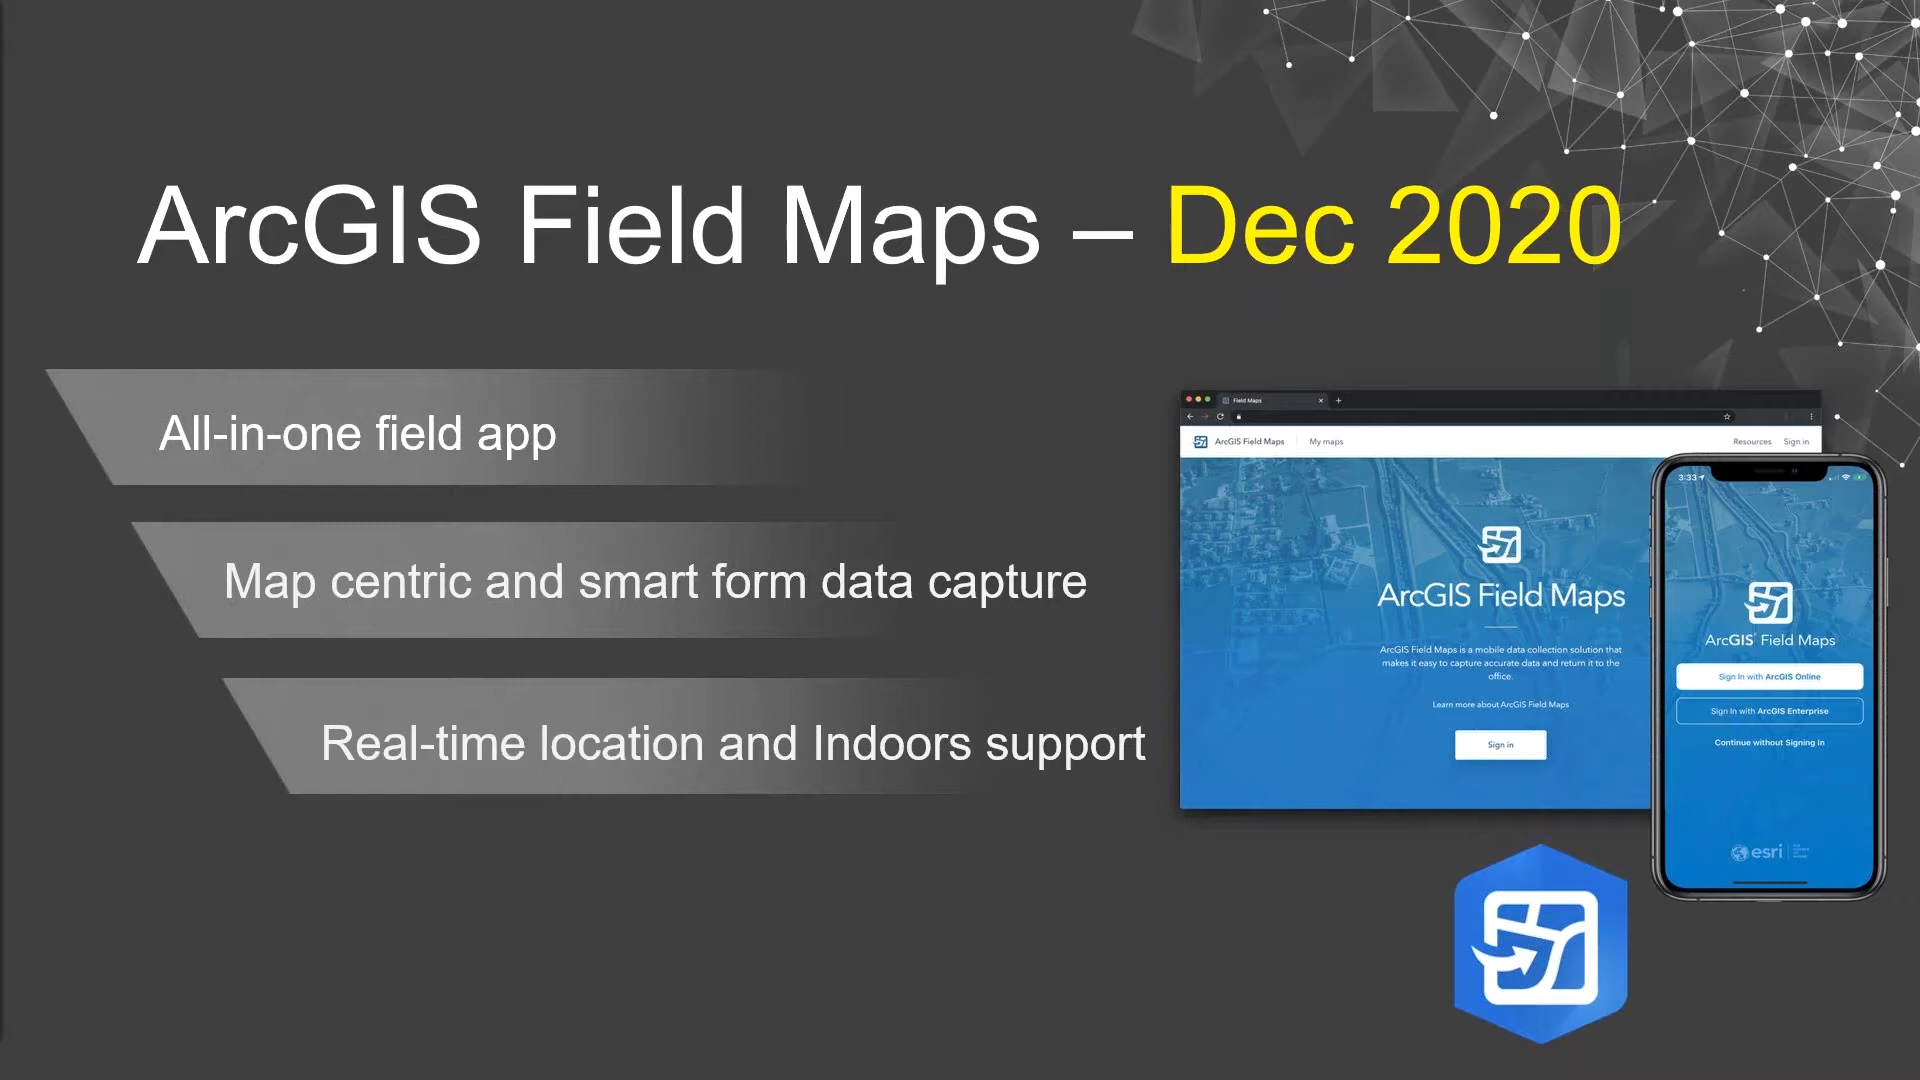 ArcGIS Field Maps – Dec 2020
All-in-one field app
Map centric and smart form data capture
Real-time location and Indoors support
Field Maps
ArcGIS Field Maps
My maps
Resources
Sign in
ArcGIS Field Maps
ArcGIS Field Maps is a mobile data collection solution that
makes it easy to capture accurate data and return it to the
office.
Learn more about ArcGIS Field Maps
Sign in
3:33
ArcGIS® Field Maps
Sign In with ArcGIS Online
Sign In with ArcGIS Enterprise
Continue without Signing In
esri